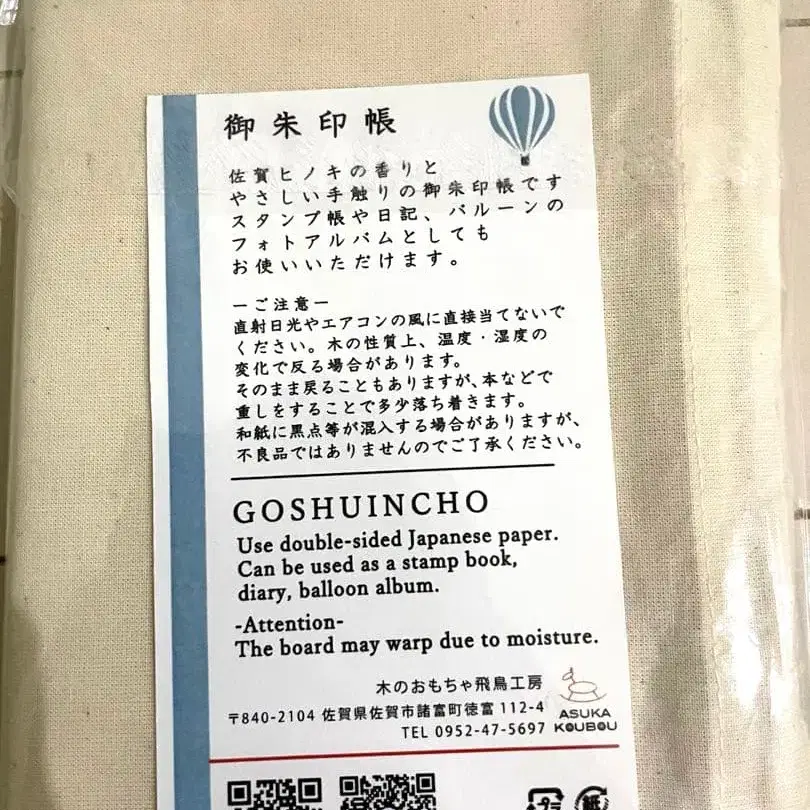 御朱印帳
佐賀ヒノキの香りと
やさしい手触りの御朱印帳です
スタンプ帳や日記、バルーンの
フォトアルバムとしても
お使いいただけます。
ーご注意ー
直射日光やエアコンの風に直接当てないで
ください。木の性質上、温度・湿度の
変化で反る場合があります。
そのまま戻ることもありますが、本などで
重しをすることで多少落ち着きます。
和紙に黒点等が混入する場合がありますが、
不良品ではありませんのでご了承ください。
GOSHUINCHO
Use double-sided Japanese paper.
Can be used as a stamp book,
diary, balloon album.
-Attention-
The board may warp due to moisture.
木のおもちゃ飛鳥工房
〒840-2104 佐賀県佐賀市諸富町徳富 112-4
TEL 0952-47-5697
ASUKA
KOUBOU
プラ
紙